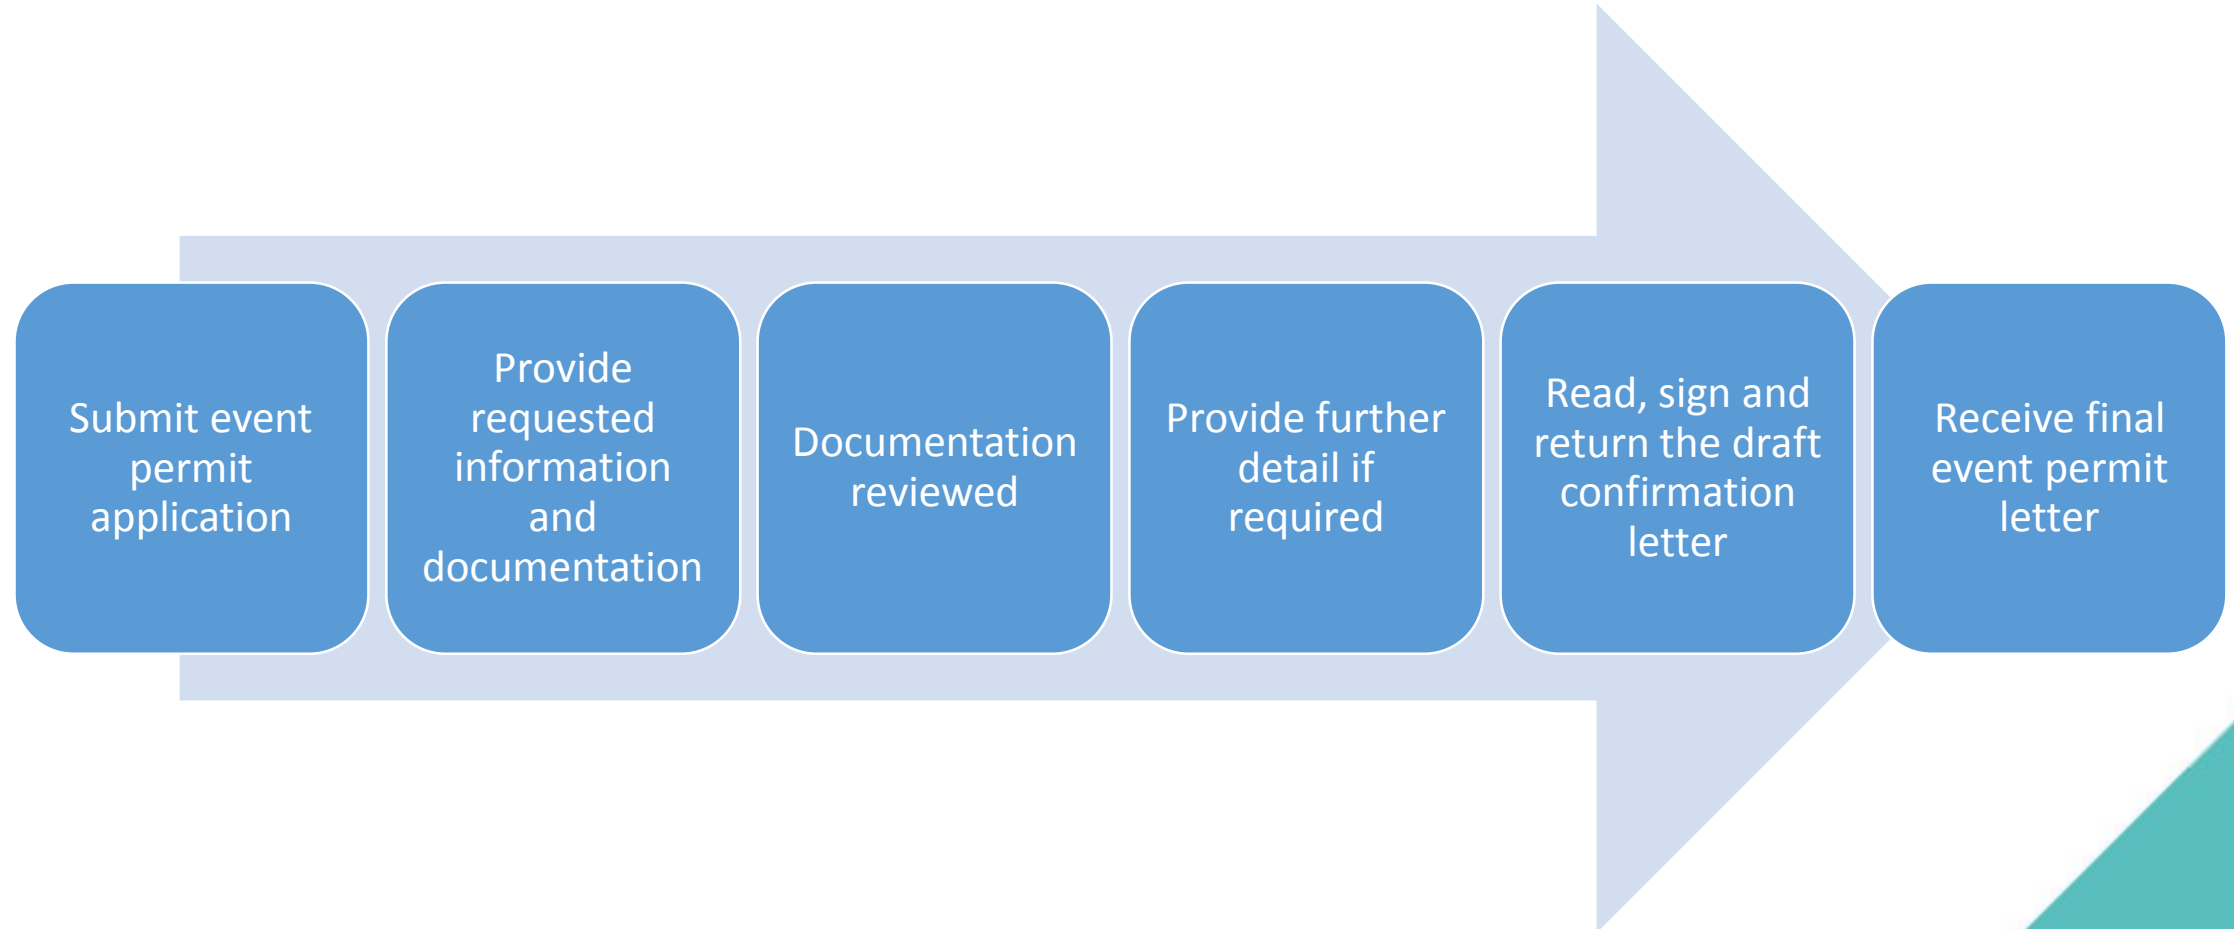 Submit event
permit
application
Provide
requested
information
and
documentation
Documentation
reviewed
Provide further
detail if
required
Read, sign and
return the draft
confirmation
letter
Receive final
event permit
letter